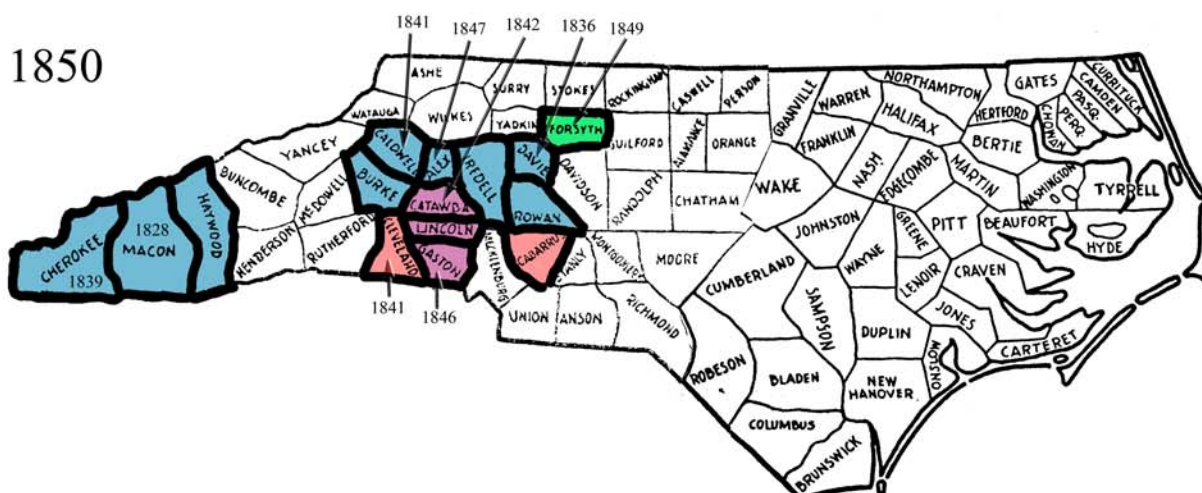 1850
1841
1847
1842
1836
1849
ASHE
SURRY
STOKES
ROCKINGHAM
CASWELL
PERSON
GRANVILLE
WARREN
NORTHAMPTON
GATES
CURRITUCK
CAMDEN
PASQ.
PERQ.
CHOWAN
HERTFORD
HALIFAX
WATAUGA
WILKES
YADKIN
FORSYTH
GUILFORD
ALAMANCE
ORANGE
FRANKLIN
BERTIE
YANCEY
CALDWELL
ALEX
IREDELL
DAVIE
DAVIDSON
RANDOLPH
CHATHAM
WAKE
NASH
EDGECOMBE
MARTIN
WASHINGTON
TYRRELL
BUNCOMBE
McDOWELL
BURKE
CATAWBA
ROWAN
JOHNSTON
GREENE
PITT
BEAUFORT
HYDE
HAYWOOD
1828
MACON
CHEROKEE
1839
HENDERSON
RUTHERFORD
CLEVELAND
LINCOLN
GASTON
MECKLENBURG
CABARRUS
STANLY
MONTGOMERY
MOORE
CUMBERLAND
WAYNE
LENOIR
CRAVEN
1841
1846
UNION
ANSON
RICHMOND
SAMPSON
DUPLIN
JONES
ONSLOW
CARTERET
ROBESON
BLADEN
NEW
HANOVER
COLUMBUS
BRUNSWICK